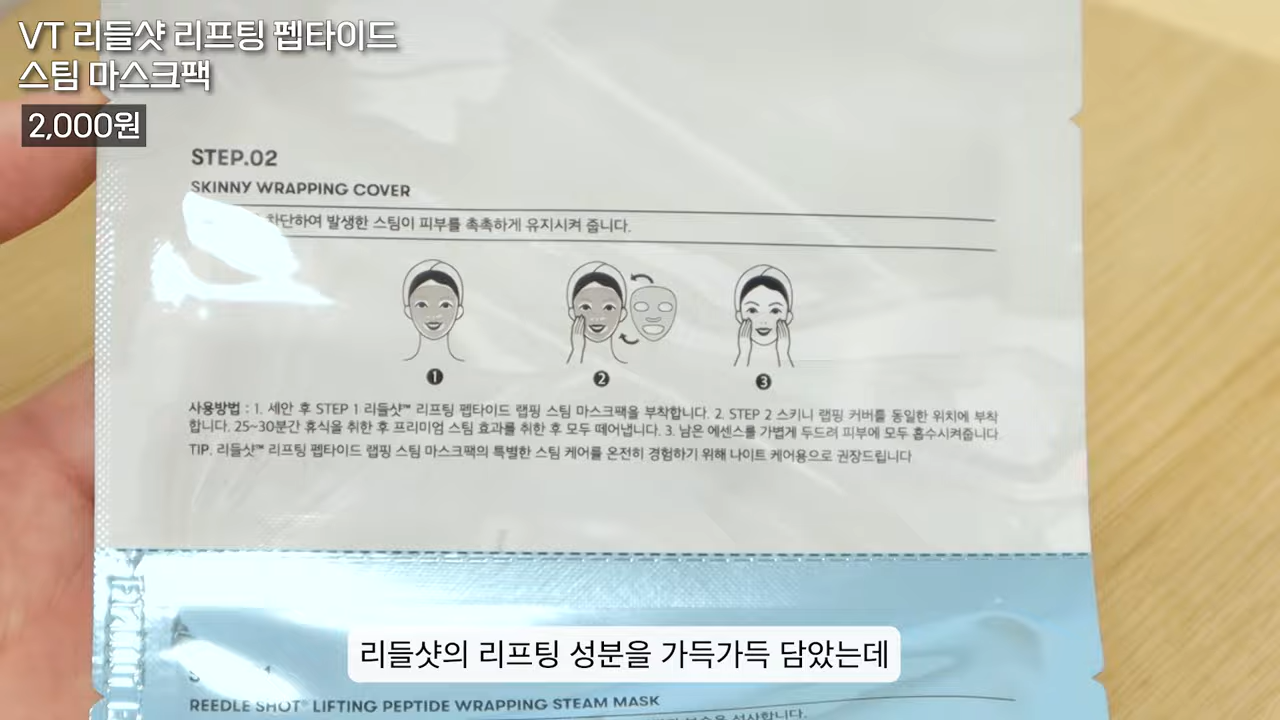 VT 리들샷 리프팅 펩타이드
스팀 마스크팩
2,000원
STEP.02
SKINNY WRAPPING COVER
차단하여 발생한 스팀이 피부를 촉촉하게 유지시켜 줍니다.
1 2 3
사용방법 : 1. 세안 후 STEP 1 리들샷™ 리프팅 펩타이드 랩핑 스팀 마스크팩을 부착합니다. 2. STEP 2 스키니 랩핑 커버를 동일한 위치에 부착
합니다. 25~30분간 휴식을 취한 후 프리미엄 스팀 효과를 취한 후 모두 떼어냅니다. 3. 남은 에센스를 가볍게 두드려 피부에 모두 흡수시켜줍니다
TIP. 리들샷™ 리프팅 펩타이드 랩핑 스팀 마스크팩의 특별한 스팀 케어를 온전히 경험하기 위해 나이트 케어용으로 권장드립니다
리들샷의 리프팅 성분을 가득가득 담았는데
REEDLE SHOT® LIFTING PEPTIDE WRAPPING STEAM MASK